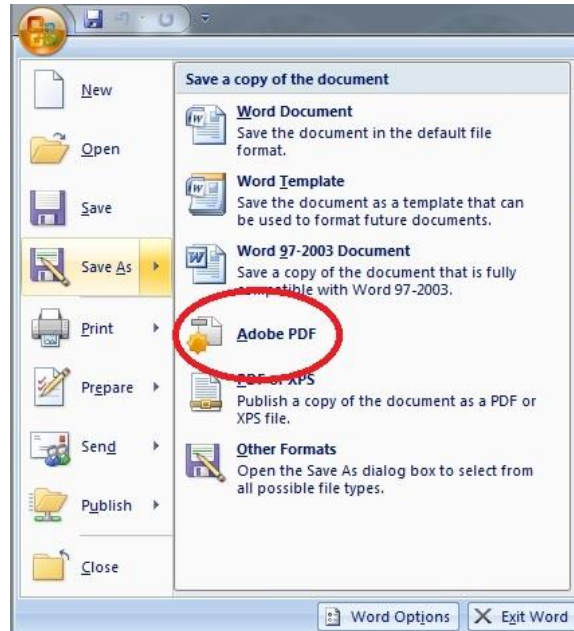 New
Open
Save
Save As
Print
Prepare
Send
Publish
Close
Save a copy of the document
Word Document
Save the document in the default file
format.
Word Template
Save the document as a template that can
be used to format future documents.
Word 97-2003 Document
Save a copy of the document that is fully
compatible with Word 97-2003.
Adobe PDF
PDF or XPS
Publish a copy of the document as a PDF or
XPS file.
Other Formats
Open the Save As dialog box to select from
all possible file types.
Word Options
Exit Word